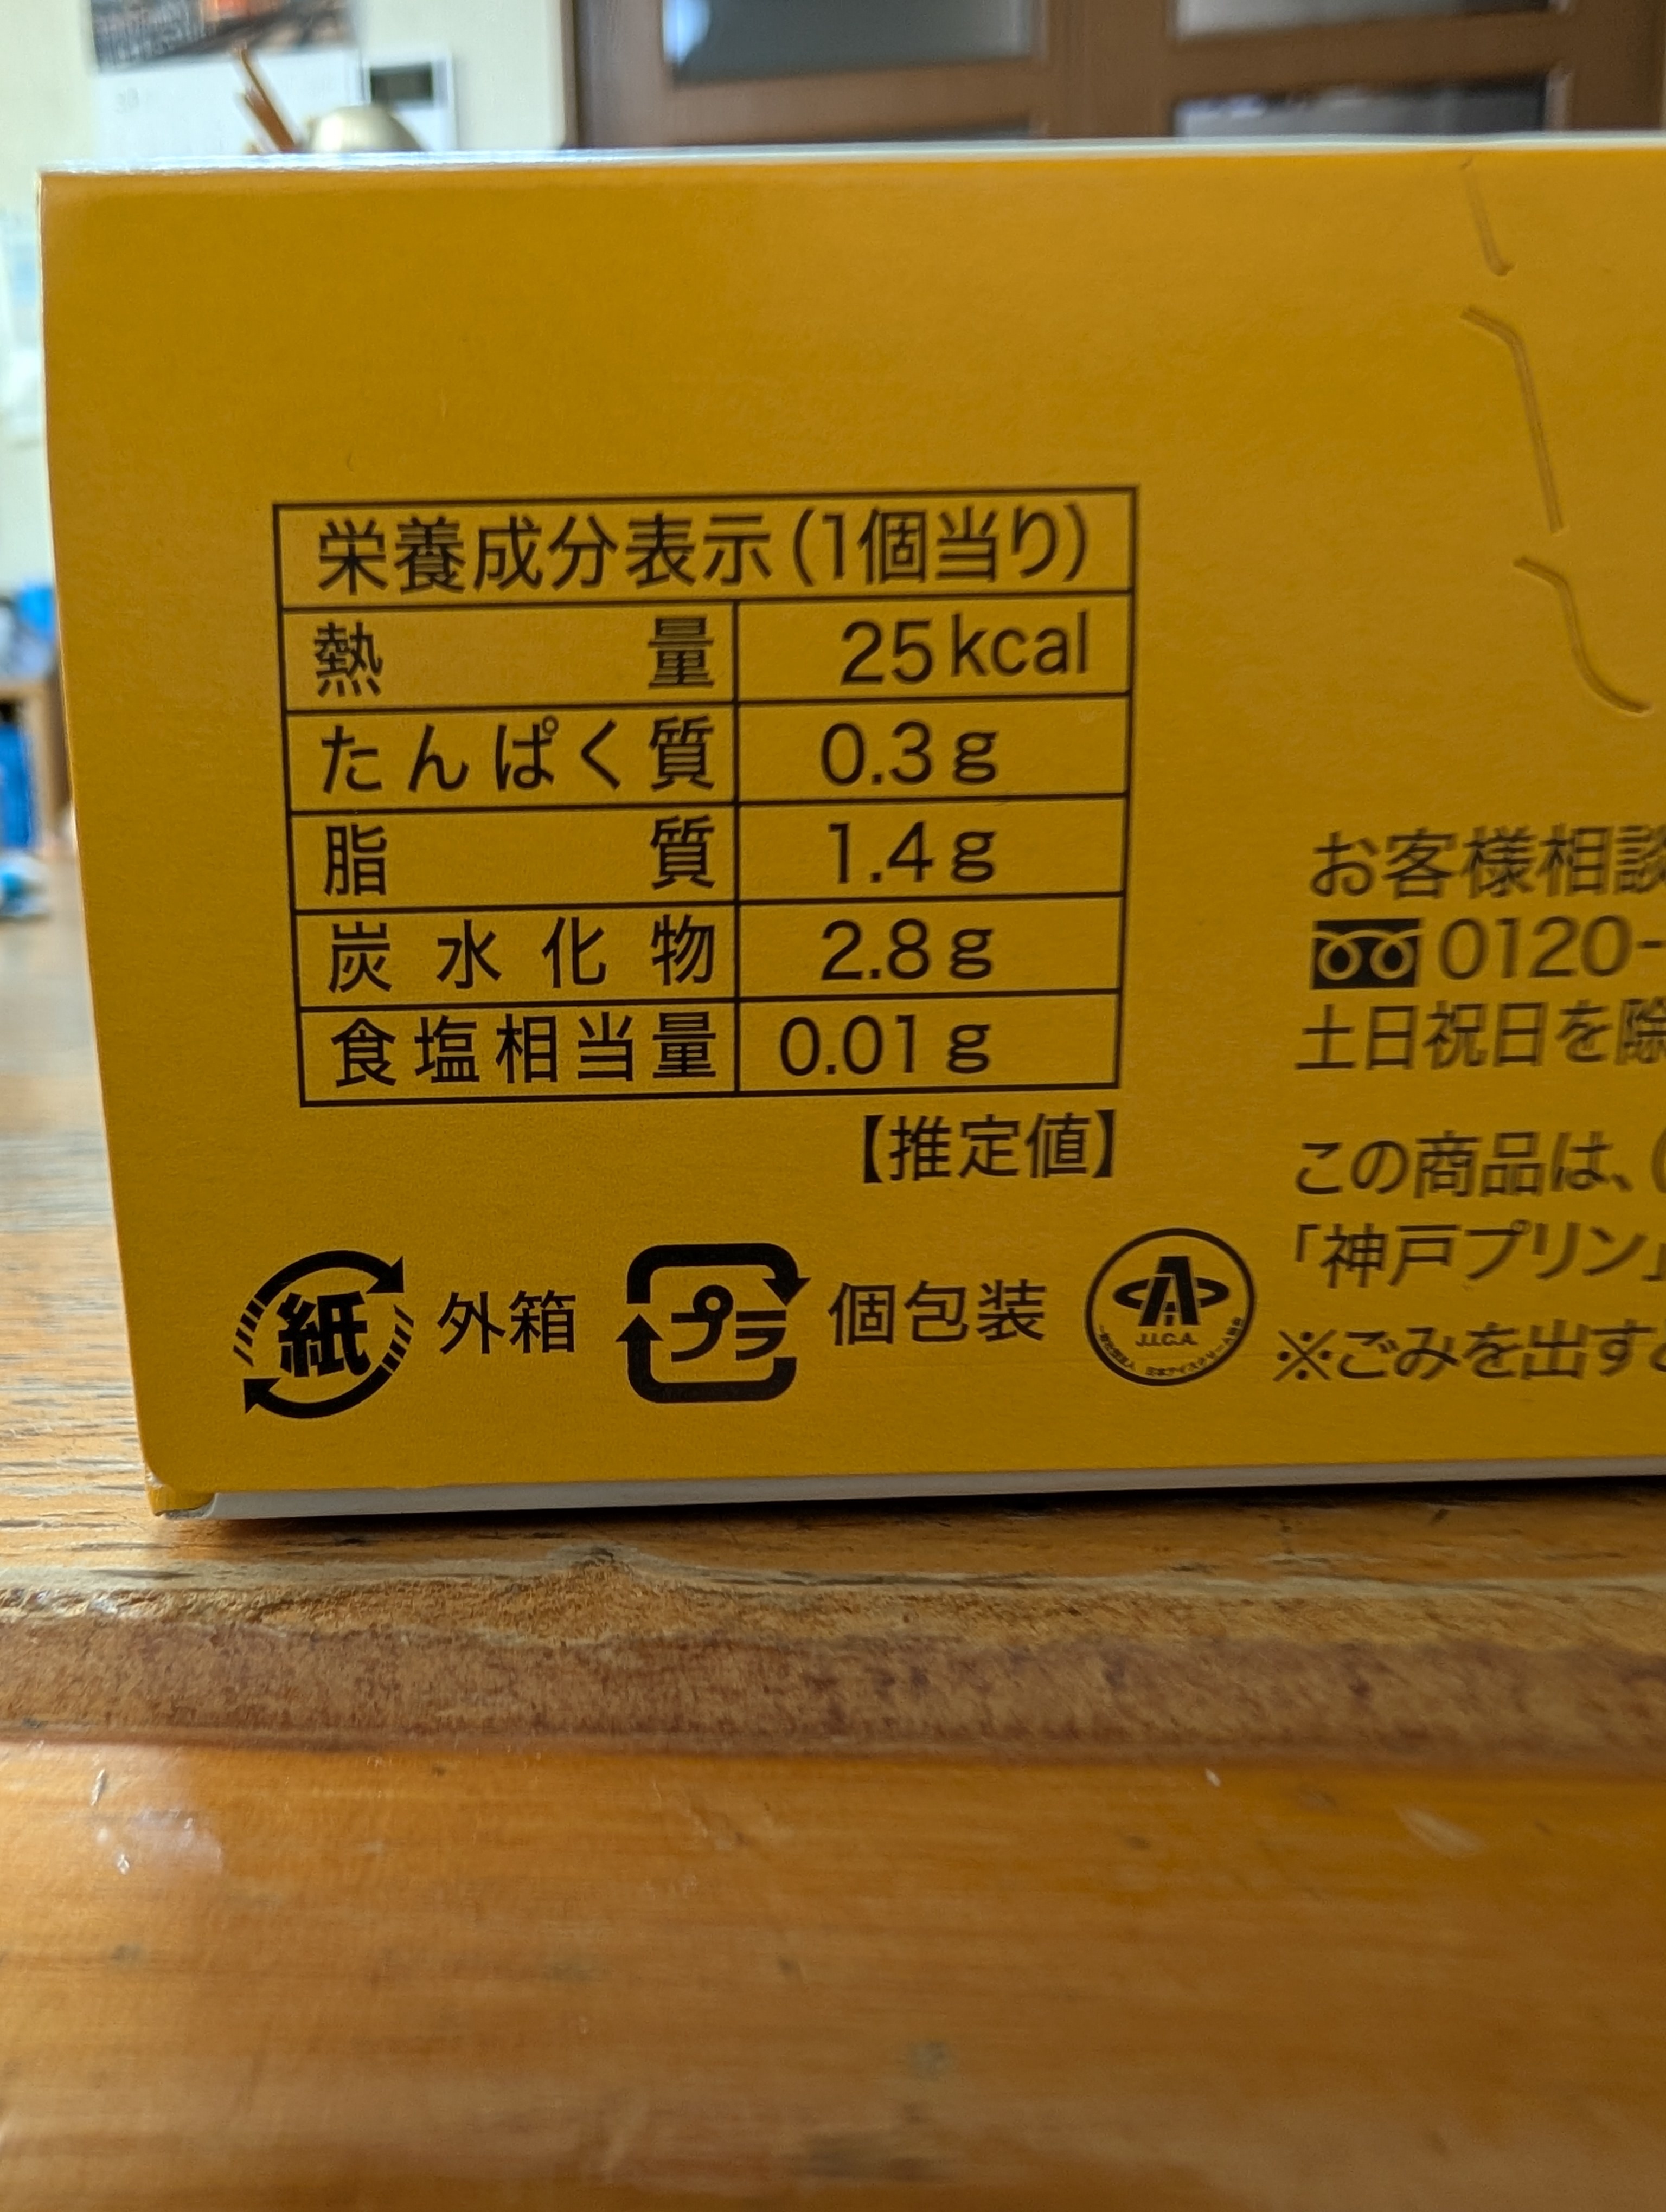 栄養成分表示(1個当り)
熱量 25kcal
たんぱく質 0.3g
脂質 1.4g
炭水化物 2.8g
食塩相当量 0.01g
【推定値】
お客様相談
0120-
土日祝日を除
この商品は、(
「神戸プリン」
※ごみを出すと
紙 外箱 プラ 個包装 J.I.C.A.